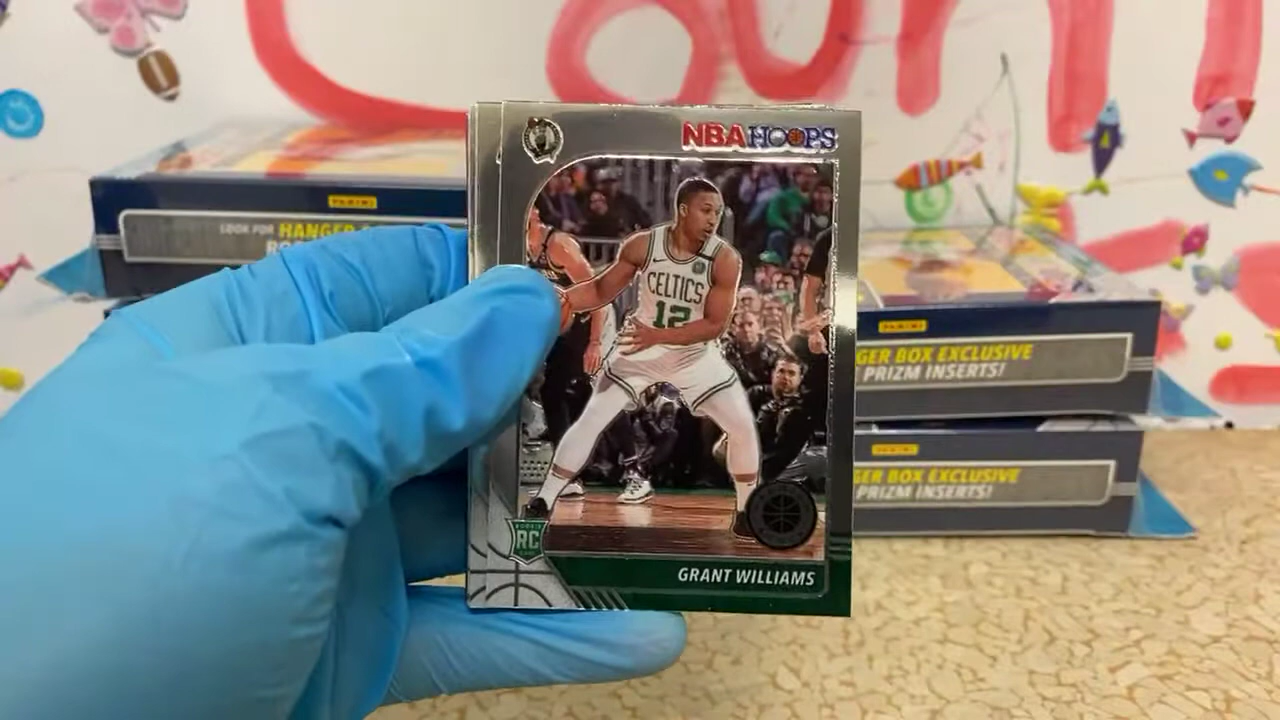 NBA HOOPS
PANINI
LOOK FOR HANGER
CELTICS
12
PANINI
GER BOX EXCLUSIVE
PRIZM INSERTS!
PANINI
GER BOX EXCLUSIVE
PRIZM INSERTS!
ROOKIE
RC
GRANT WILLIAMS